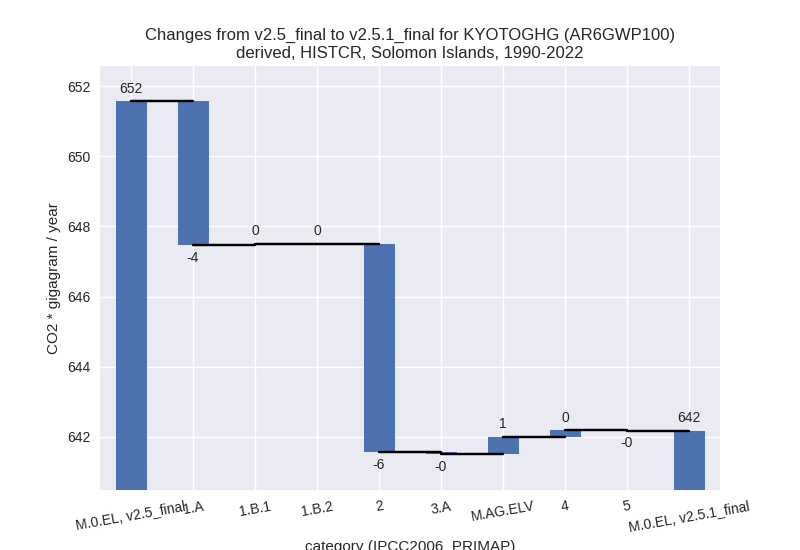 Changes from v2.5_final to v2.5.1_final for KYOTOGHG (AR6GWP100)
derived, HISTCR, Solomon Islands, 1990-2022
652
650
648
646
644
642
CO2 * gigagram / year
652
-4
0
0
-6
-0
1
0
-0
642
M.0.EL, v2.5_final
1.A
1.B.1
1.B.2
2
3.A
M.AG.ELV
4
5
M.0.EL, v2.5.1_final
category (IPCC2006_PRIMAP)